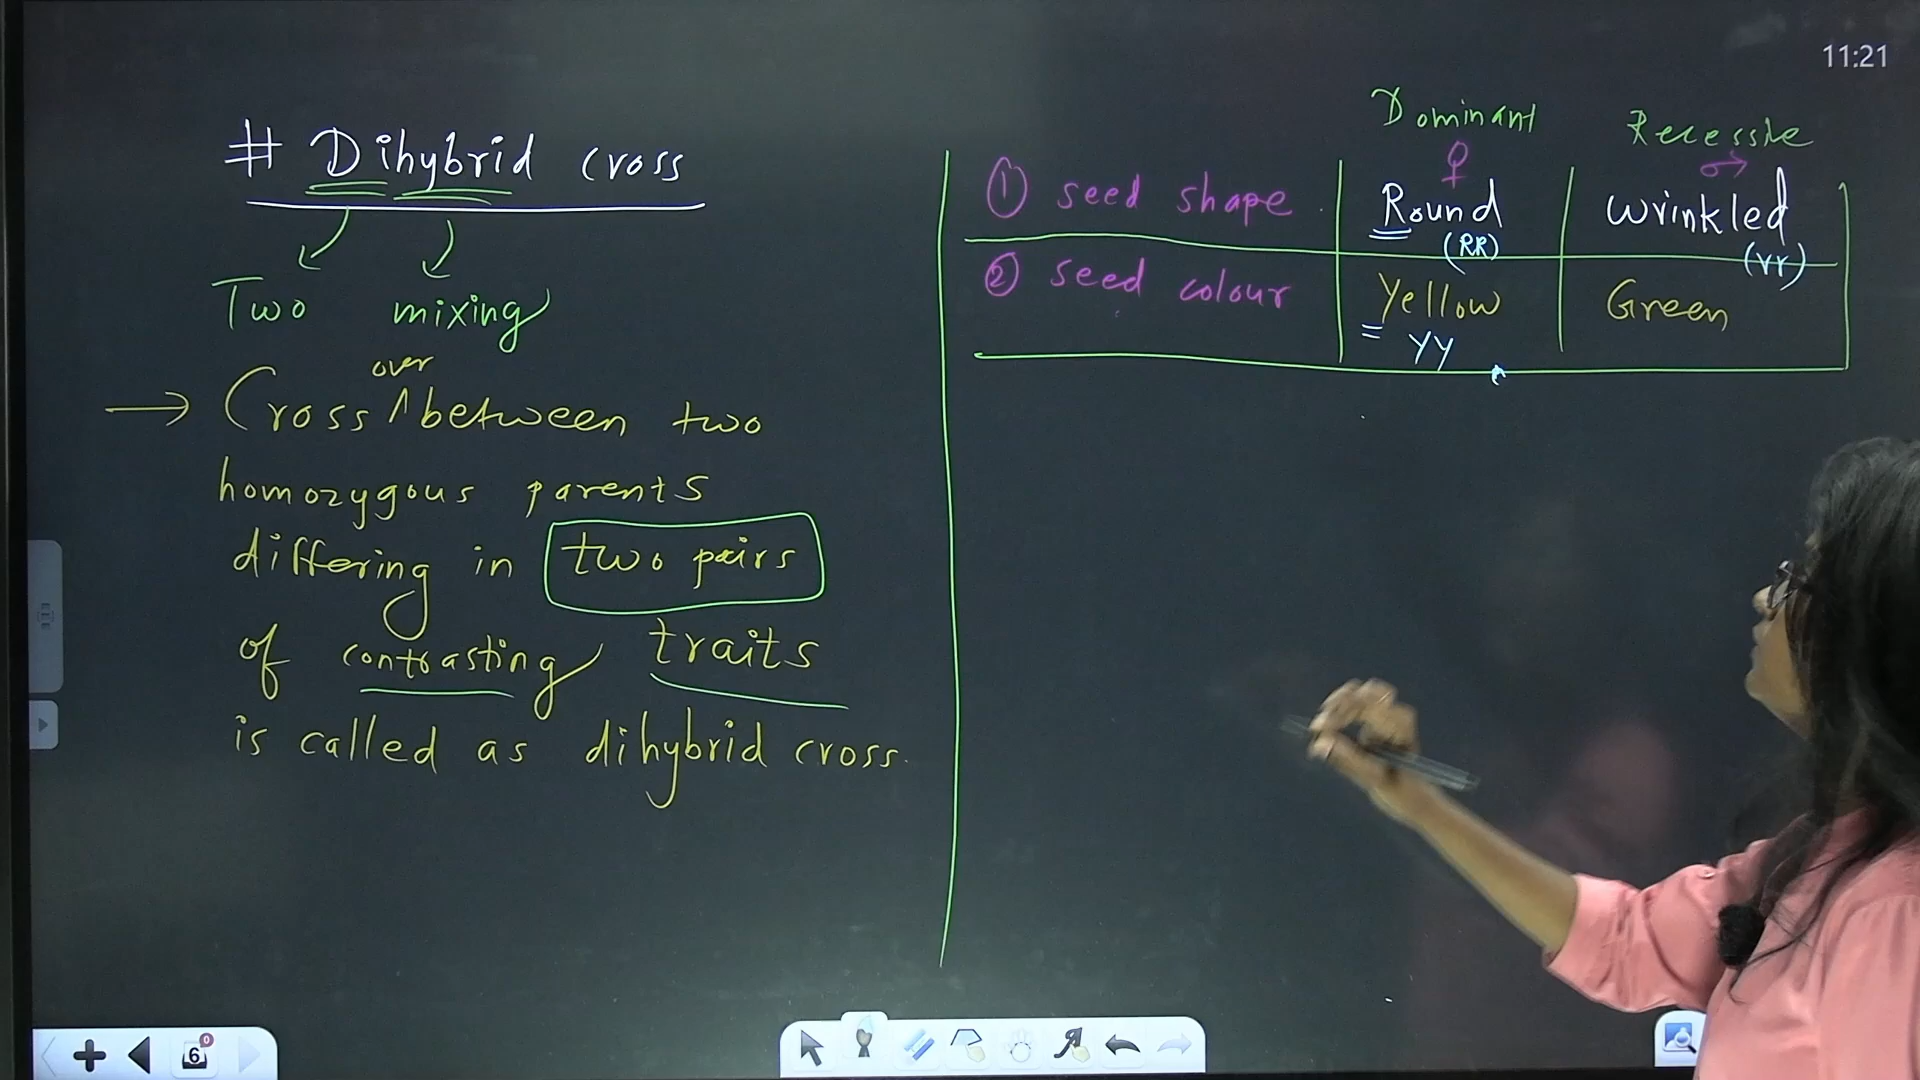 11:21
# Dihybrid cross
Two mixing
→ Cross ∧ between two
over
homozygous parents
differing in two pairs
of contrasting traits
is called as dihybrid cross.
Dominant Recessive
♀ ♂
① seed shape Round Wrinkled
(RR) (rr)
② seed colour Yellow Green
YY
6
0